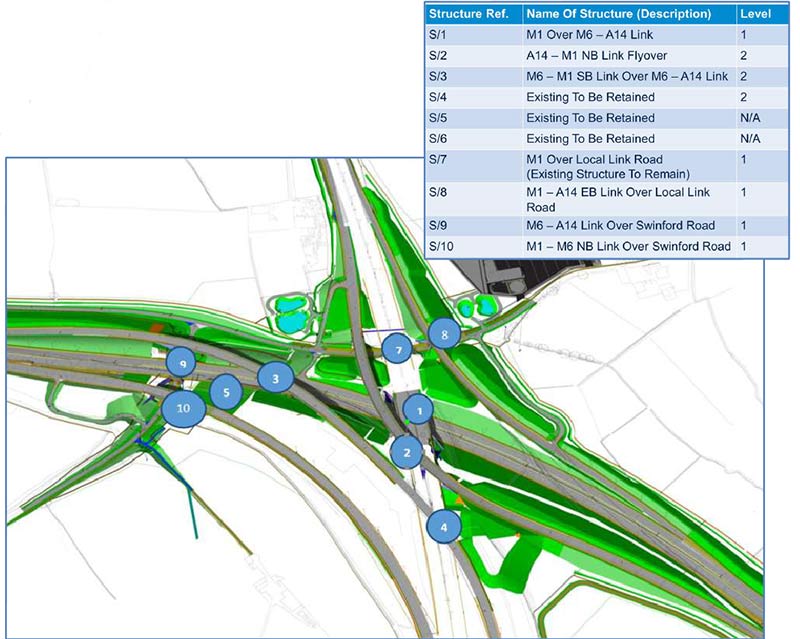 Structure Ref. Name Of Structure (Description) Level
S/1 M1 Over M6 – A14 Link 1
S/2 A14 – M1 NB Link Flyover 2
S/3 M6 – M1 SB Link Over M6 – A14 Link 2
S/4 Existing To Be Retained 2
S/5 Existing To Be Retained N/A
S/6 Existing To Be Retained N/A
S/7 M1 Over Local Link Road 1
(Existing Structure To Remain)
S/8 M1 – A14 EB Link Over Local Link 1
Road
S/9 M6 – A14 Link Over Swinford Road 1
S/10 M1 – M6 NB Link Over Swinford Road 1
8
7
9
3
5
10
1
2
4